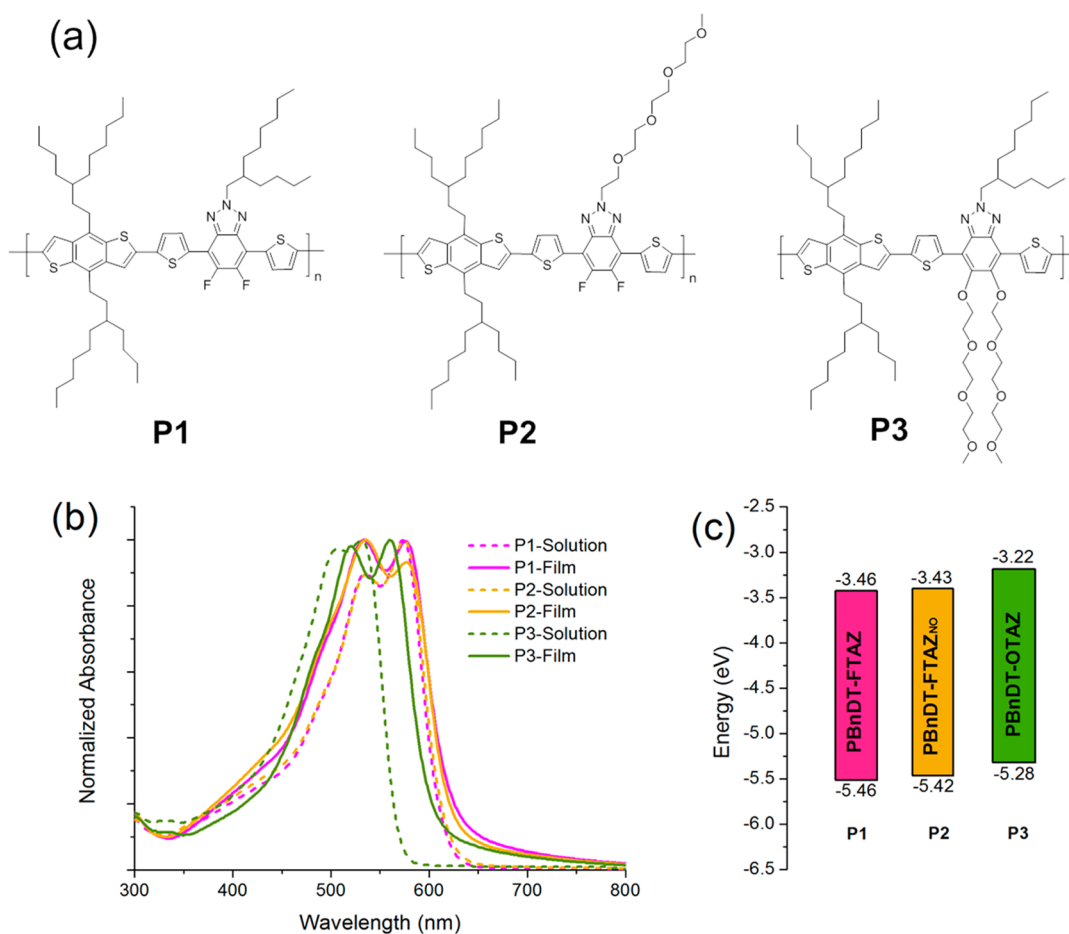 (a)
O
O
O
O
N
N
N
S
S
S
S
F
F
n
P1
N
N
N
S
S
S
S
F
F
n
P2
N
N
N
S
S
S
S
n
O
O
O
O
O
O
O
O
P3
(b)
Normalized Absorbance
P1-Solution
P1-Film
P2-Solution
P2-Film
P3-Solution
P3-Film
300
400
500
600
700
800
Wavelength (nm)
(c)
Energy (eV)
-2.5
-3.0
-3.5
-4.0
-4.5
-5.0
-5.5
-6.0
-6.5
-3.46
-3.43
-3.22
PBnDT-FTAZ
PBnDT-FTAZNO
PBnDT-OTAZ
-5.46
-5.42
-5.28
P1
P2
P3